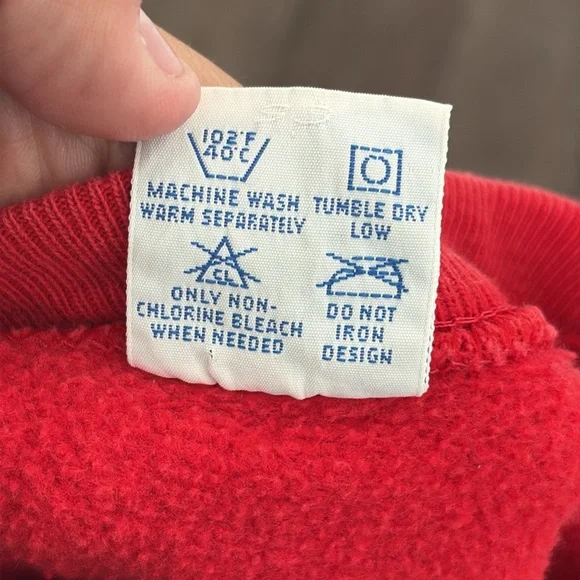 102°F
40°C
MACHINE WASH
WARM SEPARATELY
TUMBLE DRY
LOW
CL
ONLY NON-
CHLORINE BLEACH
WHEN NEEDED
DO NOT
IRON
DESIGN